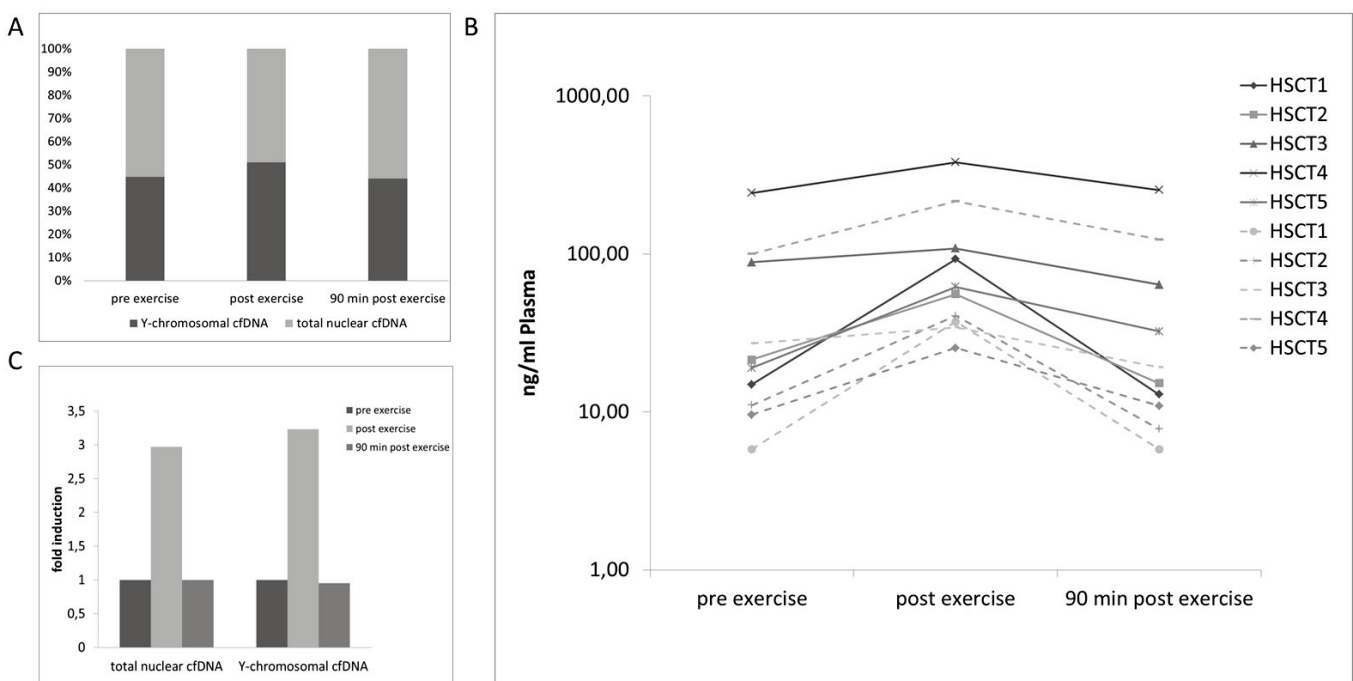 A
100%
90%
80%
70%
60%
50%
40%
30%
20%
10%
0%
pre exercise post exercise 90 min post exercise
Y-chromosomal cfDNA total nuclear cfDNA
B
ng/ml Plasma
1000,00
100,00
10,00
1,00
pre exercise post exercise 90 min post exercise
HSCT1
HSCT2
HSCT3
HSCT4
HSCT5
HSCT1
HSCT2
HSCT3
HSCT4
HSCT5
C
fold induction
3,5
3
2,5
2
1,5
1
0,5
0
total nuclear cfDNA Y-chromosomal cfDNA
pre exercise
post exercise
90 min post exercise